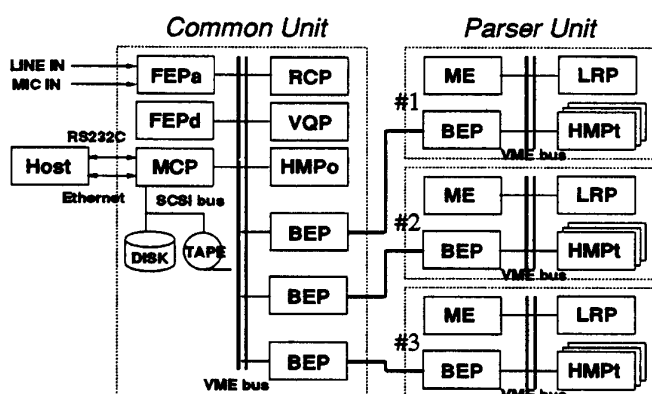 Common Unit
Parser Unit
LINE IN
MIC IN
FEPa
RCP
FEPd
VQP
RS232C
Host
MCP
HMPo
Ethernet
SCSI bus
DISK
TAPE
BEP
BEP
BEP
VME bus
#1
ME
LRP
BEP
HMPt
VME bus
#2
ME
LRP
BEP
HMPt
VME bus
#3
ME
LRP
BEP
HMPt
VME bus